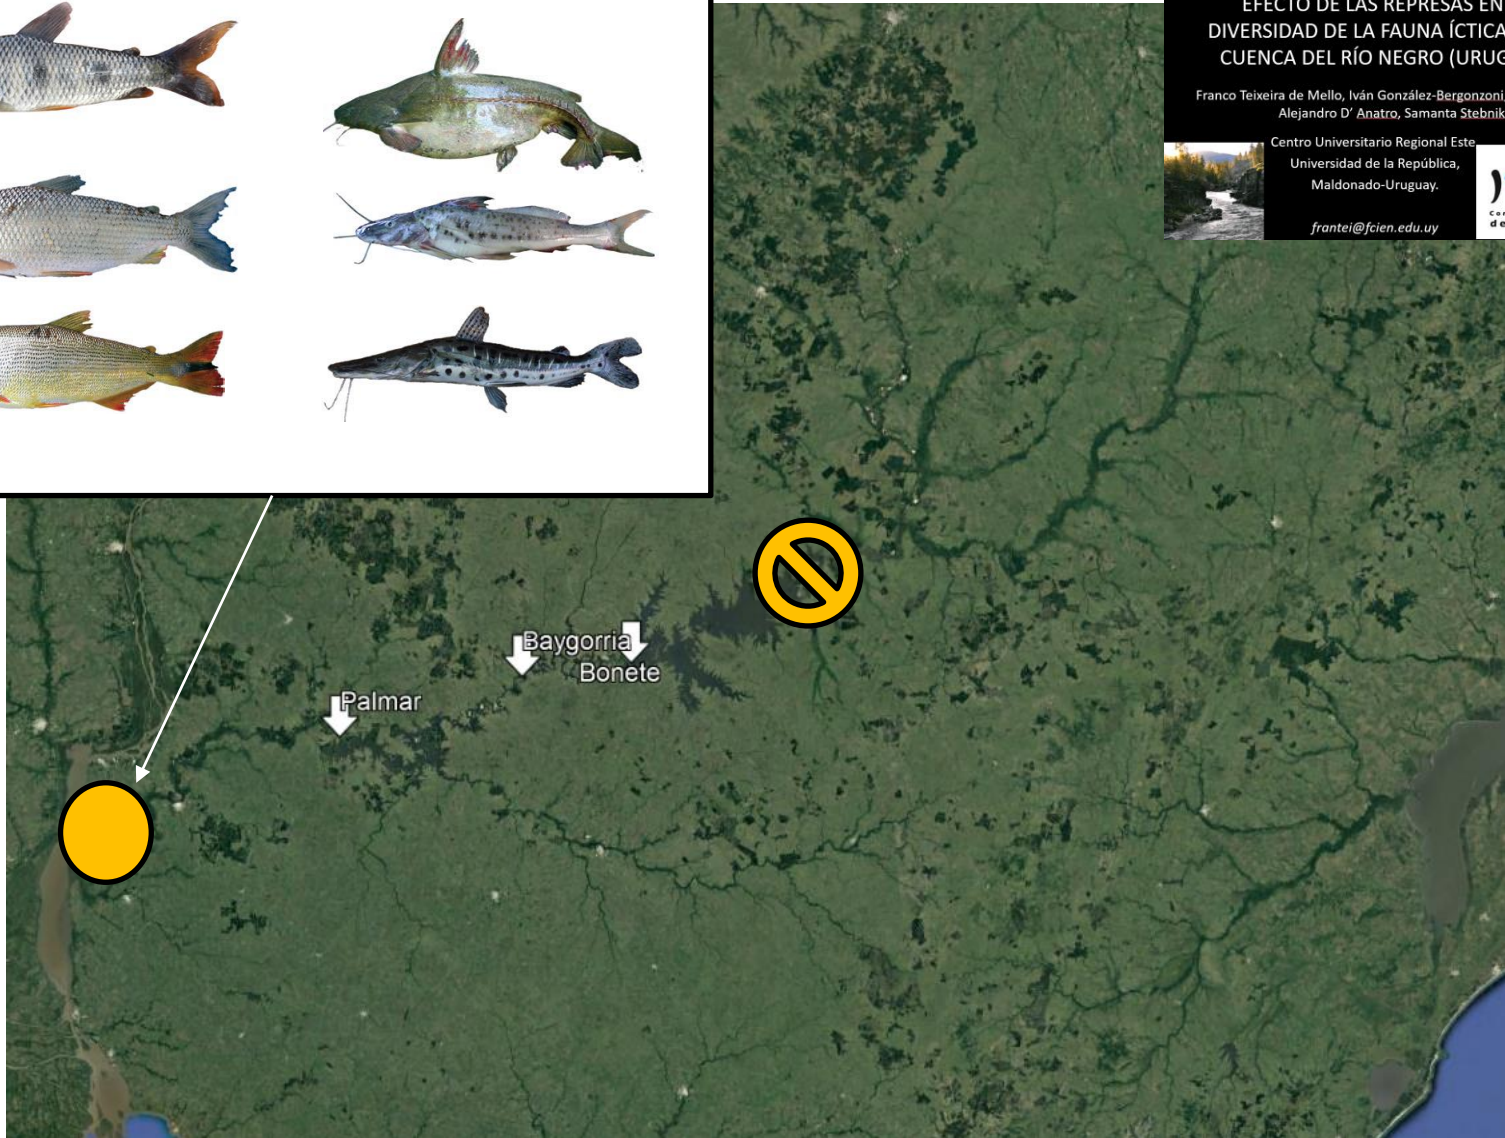 EFECTO DE LAS REPRESAS EN
DIVERSIDAD DE LA FAUNA ÍCTICA
CUENCA DEL RÍO NEGRO (URUG
Franco Teixeira de Mello, Iván González-Bergonzoni,
Alejandro D’ Anatro, Samanta Stebnik
Centro Universitario Regional Este
Universidad de la República,
Maldonado-Uruguay.
frantei@fcien.edu.uy
Baygorria
Bonete
Palmar